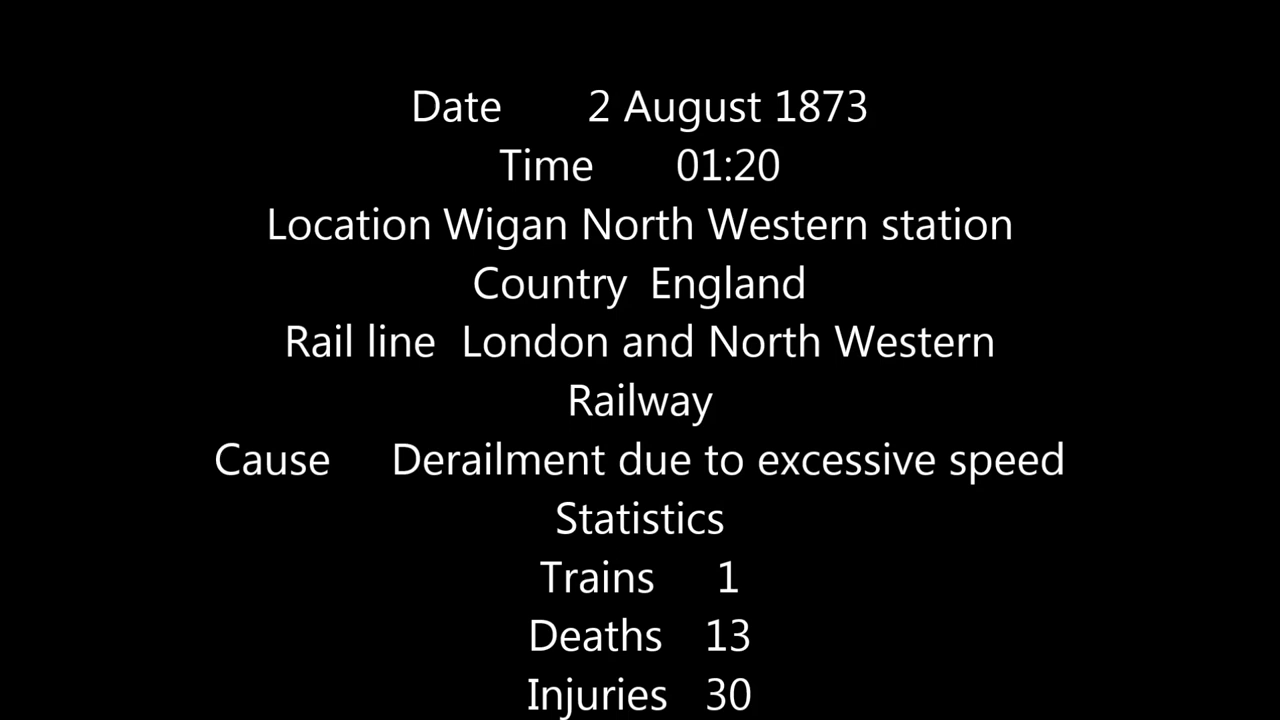 Date 2 August 1873
Time 01:20
Location Wigan North Western station
Country England
Rail line London and North Western
Railway
Cause Derailment due to excessive speed
Statistics
Trains 1
Deaths 13
Injuries 30